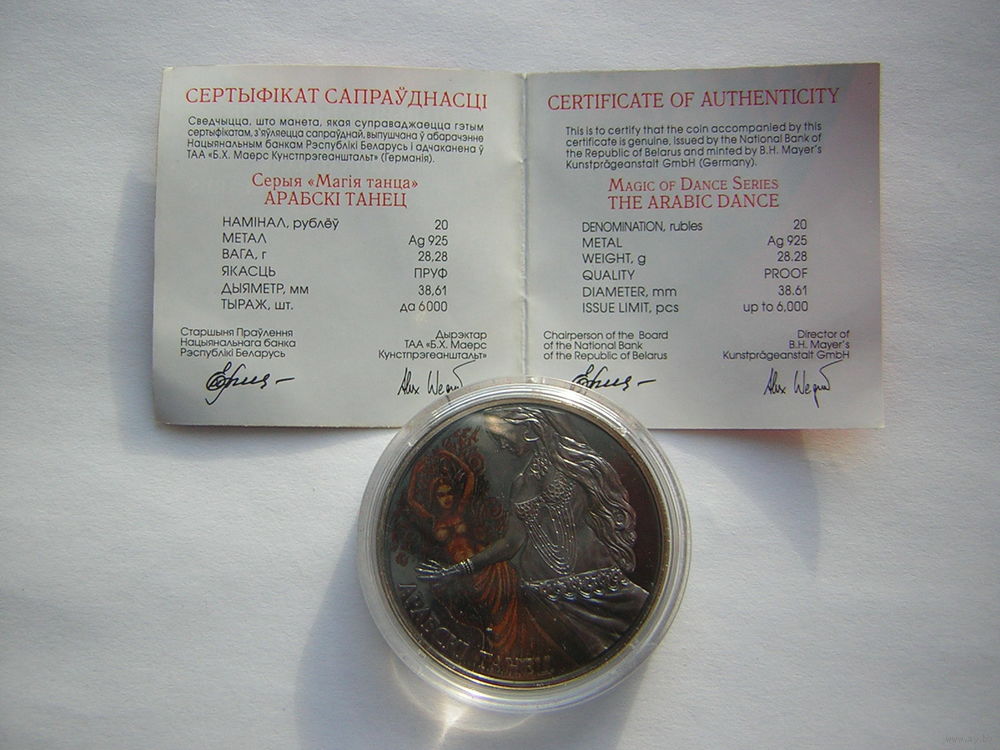 СЕРТЫФІКАТ САПРАЎДНАСЦІ
Сведчыцца, што манета, якая суправаджаецца гэтым
сертыфікатам, з'яўляецца сапраўднай, выпушчана ў абарачэнне
Нацыянальным банкам Рэспублікі Беларусь і адчаканена ў
ТАА «Б.Х. Маерс Кунстпрэгеанштальт» (Германія).
Серыя «Магія танца»
АРАБСКІ ТАНЕЦ
НАМІНАЛ, рублёў 20
МЕТАЛ Ag 925
ВАГА, г 28,28
ЯКАСЦЬ ПРУФ
ДЫЯМЕТР, мм 38,61
ТЫРАЖ, шт. да 6000
Старшыня Праўлення
Нацыянальнага банка
Рэспублікі Беларусь
Дырэктар
ТАА «Б.Х. Маерс
Кунстпрэгеанштальт»
CERTIFICATE OF AUTHENTICITY
This is to certify that the coin accompanied by this
certificate is genuine, issued by the National Bank of
the Republic of Belarus and minted by B.H. Mayer's
Kunstprägeanstalt GmbH (Germany).
MAGIC OF DANCE SERIES
THE ARABIC DANCE
DENOMINATION, rubles 20
METAL Ag 925
WEIGHT, g 28.28
QUALITY PROOF
DIAMETER, mm 38.61
ISSUE LIMIT, pcs up to 6,000
Chairperson of the Board
of the National Bank
of the Republic of Belarus
Director of
B.H. Mayer's
Kunstprägeanstalt GmbH
АРАБСКІ ТАНЕЦ